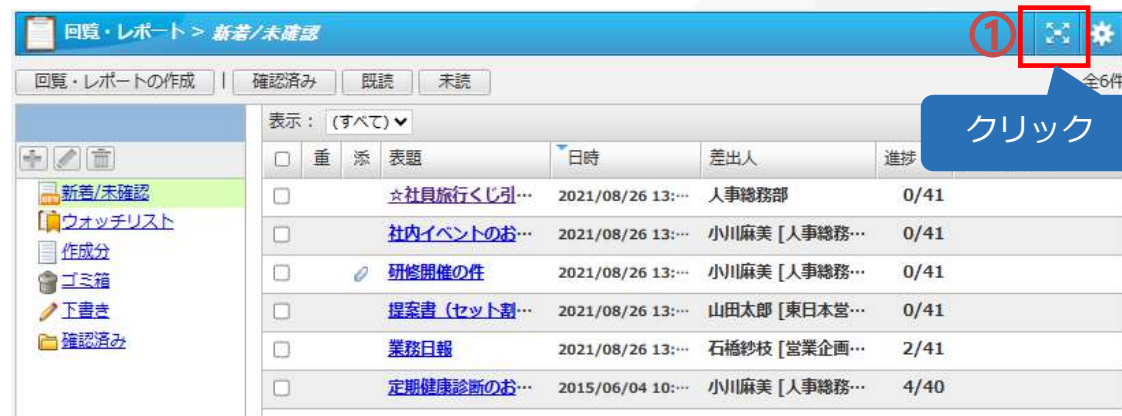 回覧・レポート > 新着/未確認
①
回覧・レポートの作成 | 確認済み 既読 未読 全6件
クリック
表示： (すべて)
重 添 表題 日時 差出人 進捗
新着/未確認
ウォッチリスト
作成分
ゴミ箱
下書き
確認済み
☆社員旅行くじ引… 2021/08/26 13:… 人事総務部 0/41
社内イベントのお… 2021/08/26 13:… 小川麻美 [人事総務… 0/41
研修開催の件 2021/08/26 13:… 小川麻美 [人事総務… 0/41
提案書（セット割… 2021/08/26 13:… 山田太郎 [東日本営… 0/41
業務日報 2021/08/26 13:… 石橋紗枝 [営業企画… 2/41
定期健康診断のお… 2015/06/04 10:… 小川麻美 [人事総務… 4/40